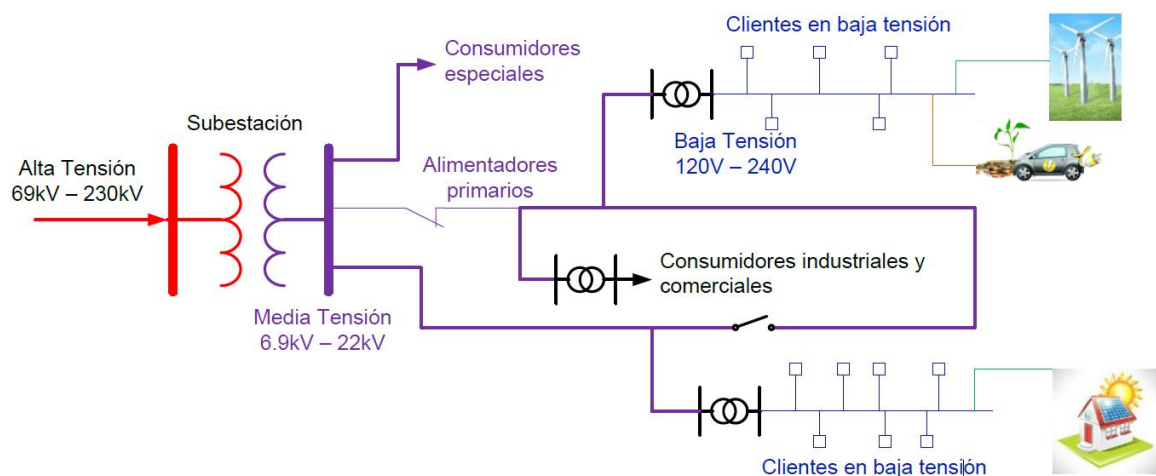 Clientes en baja tensión
Consumidores
especiales
Subestación
Alta Tensión
69kV – 230kV
Baja Tensión
120V – 240V
Alimentadores
primarios
Consumidores industriales y
comerciales
Media Tensión
6.9kV – 22kV
Clientes en baja tensión